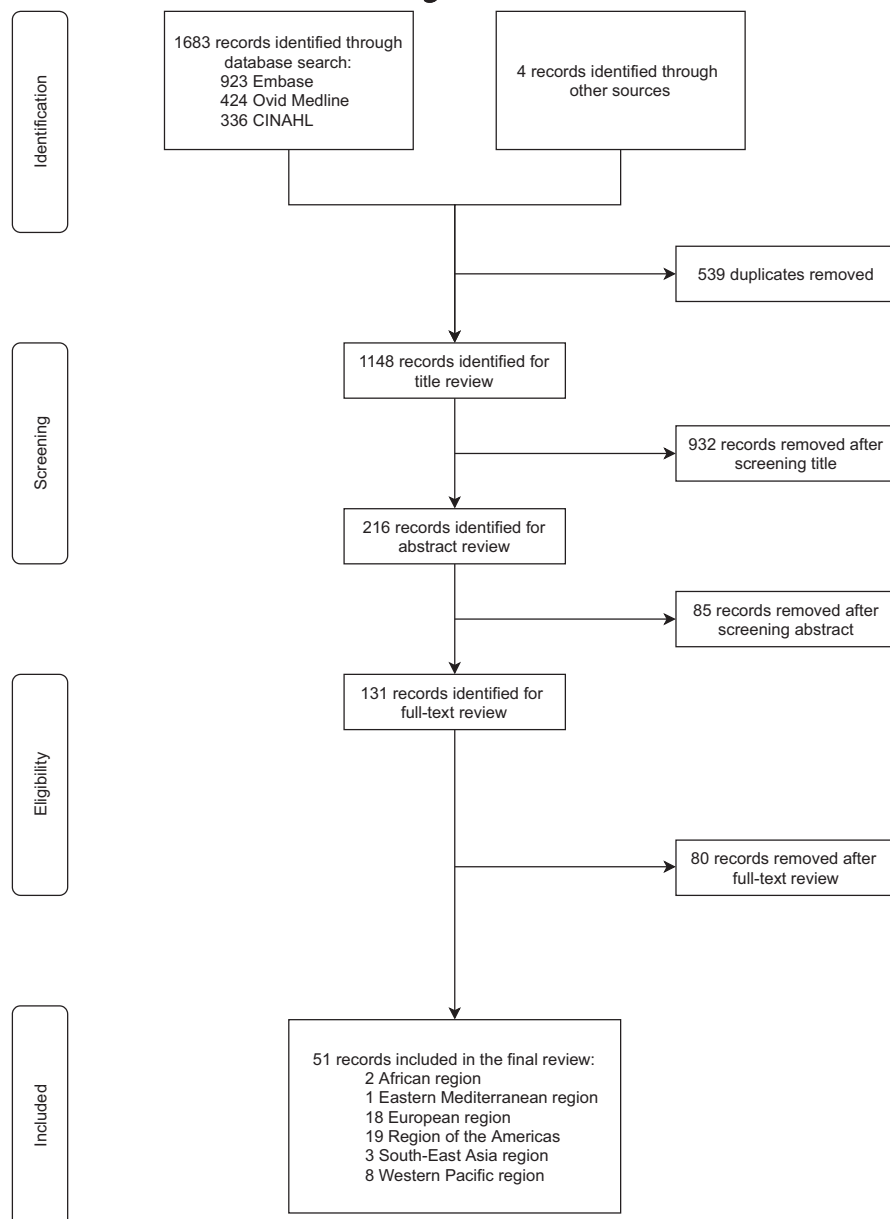 1683 records identified through
database search:
923 Embase
424 Ovid Medline
336 CINAHL
4 records identified through
other sources
Identification
539 duplicates removed
1148 records identified for
title review
Screening
932 records removed after
screening title
216 records identified for
abstract review
85 records removed after
screening abstract
131 records identified for
full-text review
Eligibility
80 records removed after
full-text review
51 records included in the final review:
2 African region
1 Eastern Mediterranean region
18 European region
19 Region of the Americas
3 South-East Asia region
8 Western Pacific region
Included